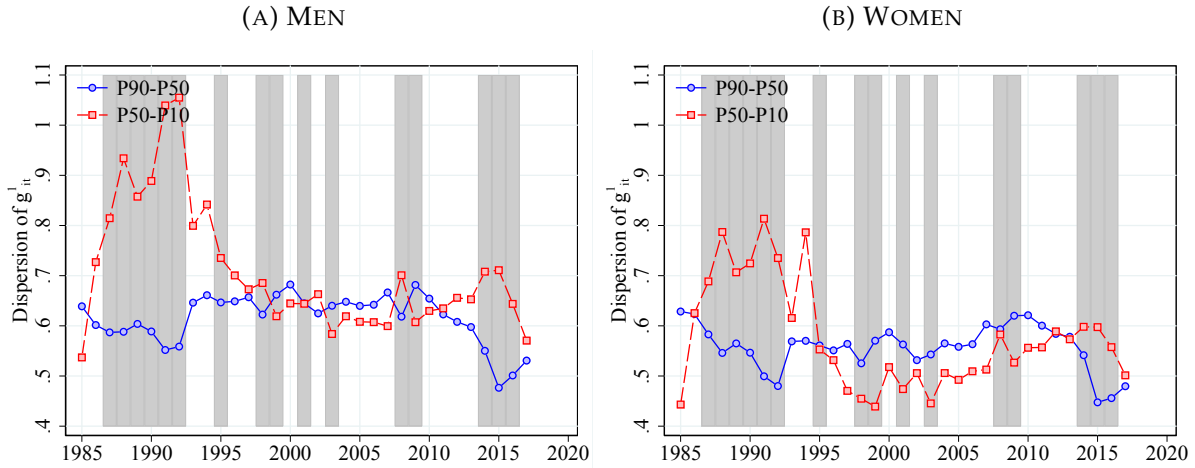 (A) MEN
(B) WOMEN
Dispersion of g¹ᵢₜ
1.1
1
.9
.8
.7
.6
.5
.4
P90-P50
P50-P10
1985 1990 1995 2000 2005 2010 2015 2020
Dispersion of g¹ᵢₜ
1.1
1
.9
.8
.7
.6
.5
.4
P90-P50
P50-P10
1985 1990 1995 2000 2005 2010 2015 2020